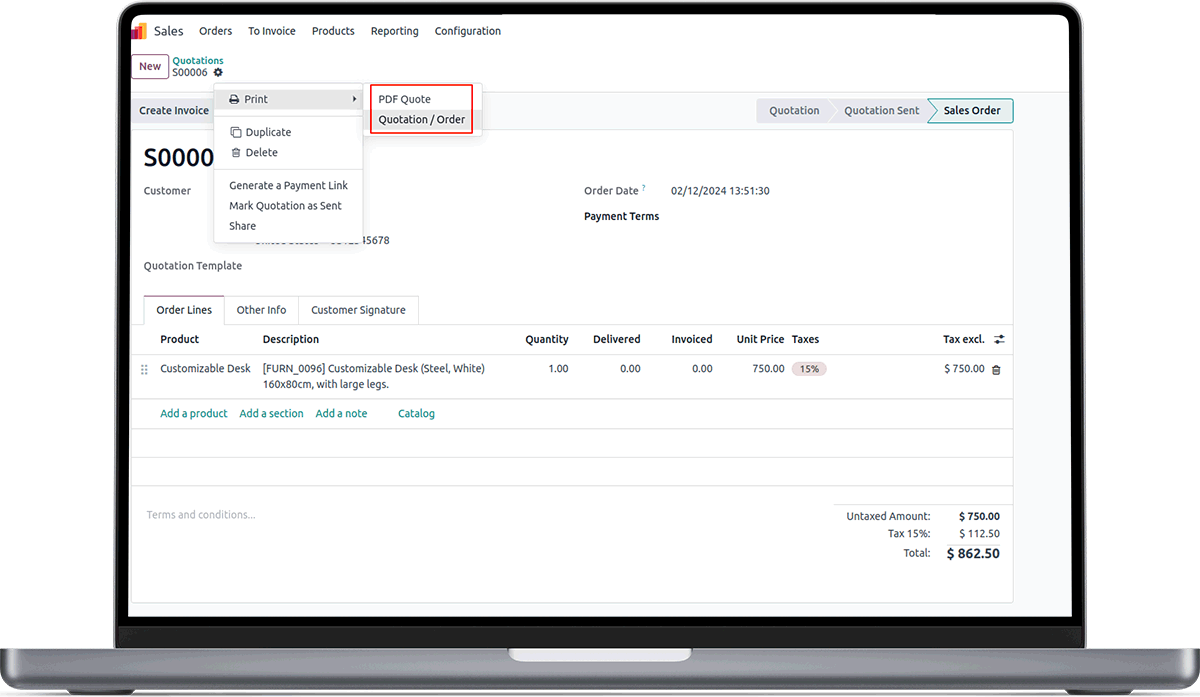 Sales Orders To Invoice Products Reporting Configuration
New Quotations
S00006
Create Invoice Print PDF Quote Quotation Quotation Sent Sales Order
Quotation / Order
Duplicate
Delete
S0000
Customer Generate a Payment Link Order Date ? 02/12/2024 13:51:30
Mark Quotation as Sent Payment Terms
Share
45678
Quotation Template
Order Lines Other Info Customer Signature
Product Description Quantity Delivered Invoiced Unit Price Taxes Tax excl.
Customizable Desk [FURN_0096] Customizable Desk (Steel, White) 1.00 0.00 0.00 750.00 15% $ 750.00
160x80cm, with large legs.
Add a product Add a section Add a note Catalog
Terms and conditions... Untaxed Amount: $ 750.00
Tax 15%: $ 112.50
Total: $ 862.50